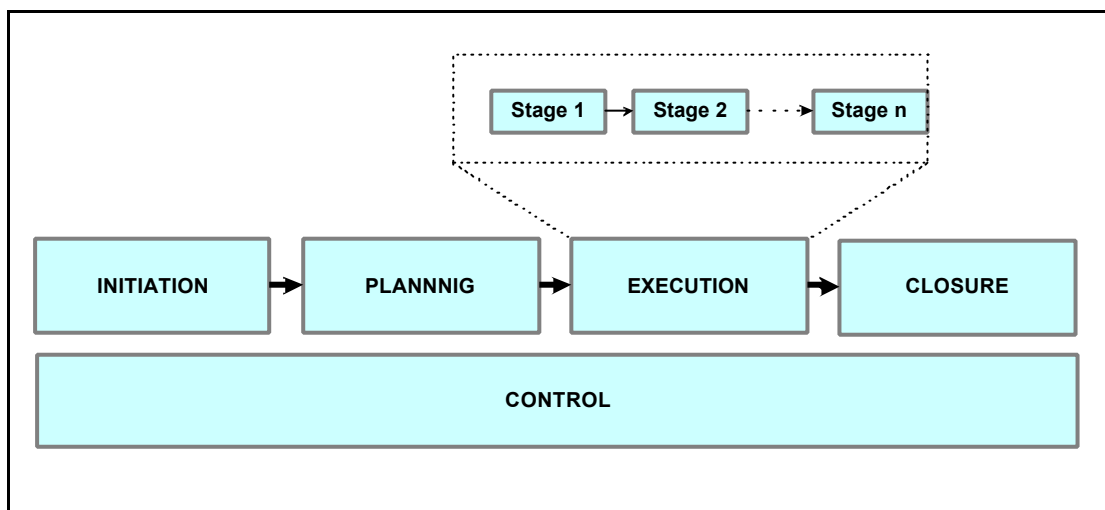 Stage 1
Stage 2
Stage n
INITIATION
PLANNNIG
EXECUTION
CLOSURE
CONTROL